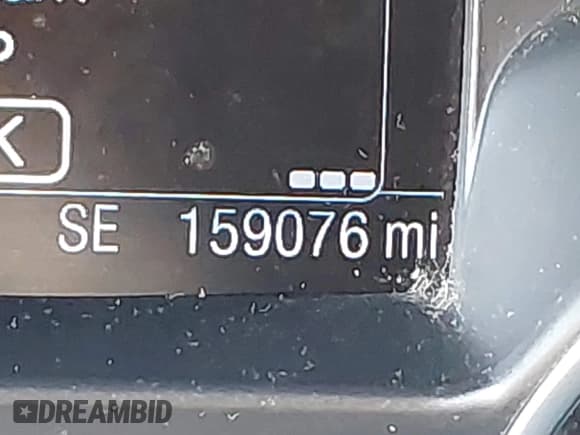 P
K
SE 159076 mi
DREAMBID